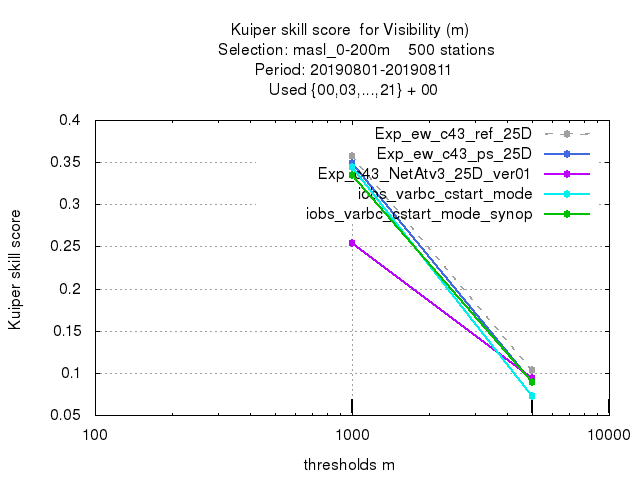 Kuiper skill score  for Visibility (m)
Selection: masl_0-200m    500 stations
Period: 20190801-20190811
Used {00,03,...,21} + 00
Exp_ew_c43_ref_25D
Exp_ew_c43_ps_25D
Exp_c43_NetAtv3_25D_ver01
iobs_varbc_cstart_mode
iobs_varbc_cstart_mode_synop
0.4
0.35
0.3
0.25
0.2
0.15
0.1
0.05
Kuiper skill score
100
1000
10000
thresholds m